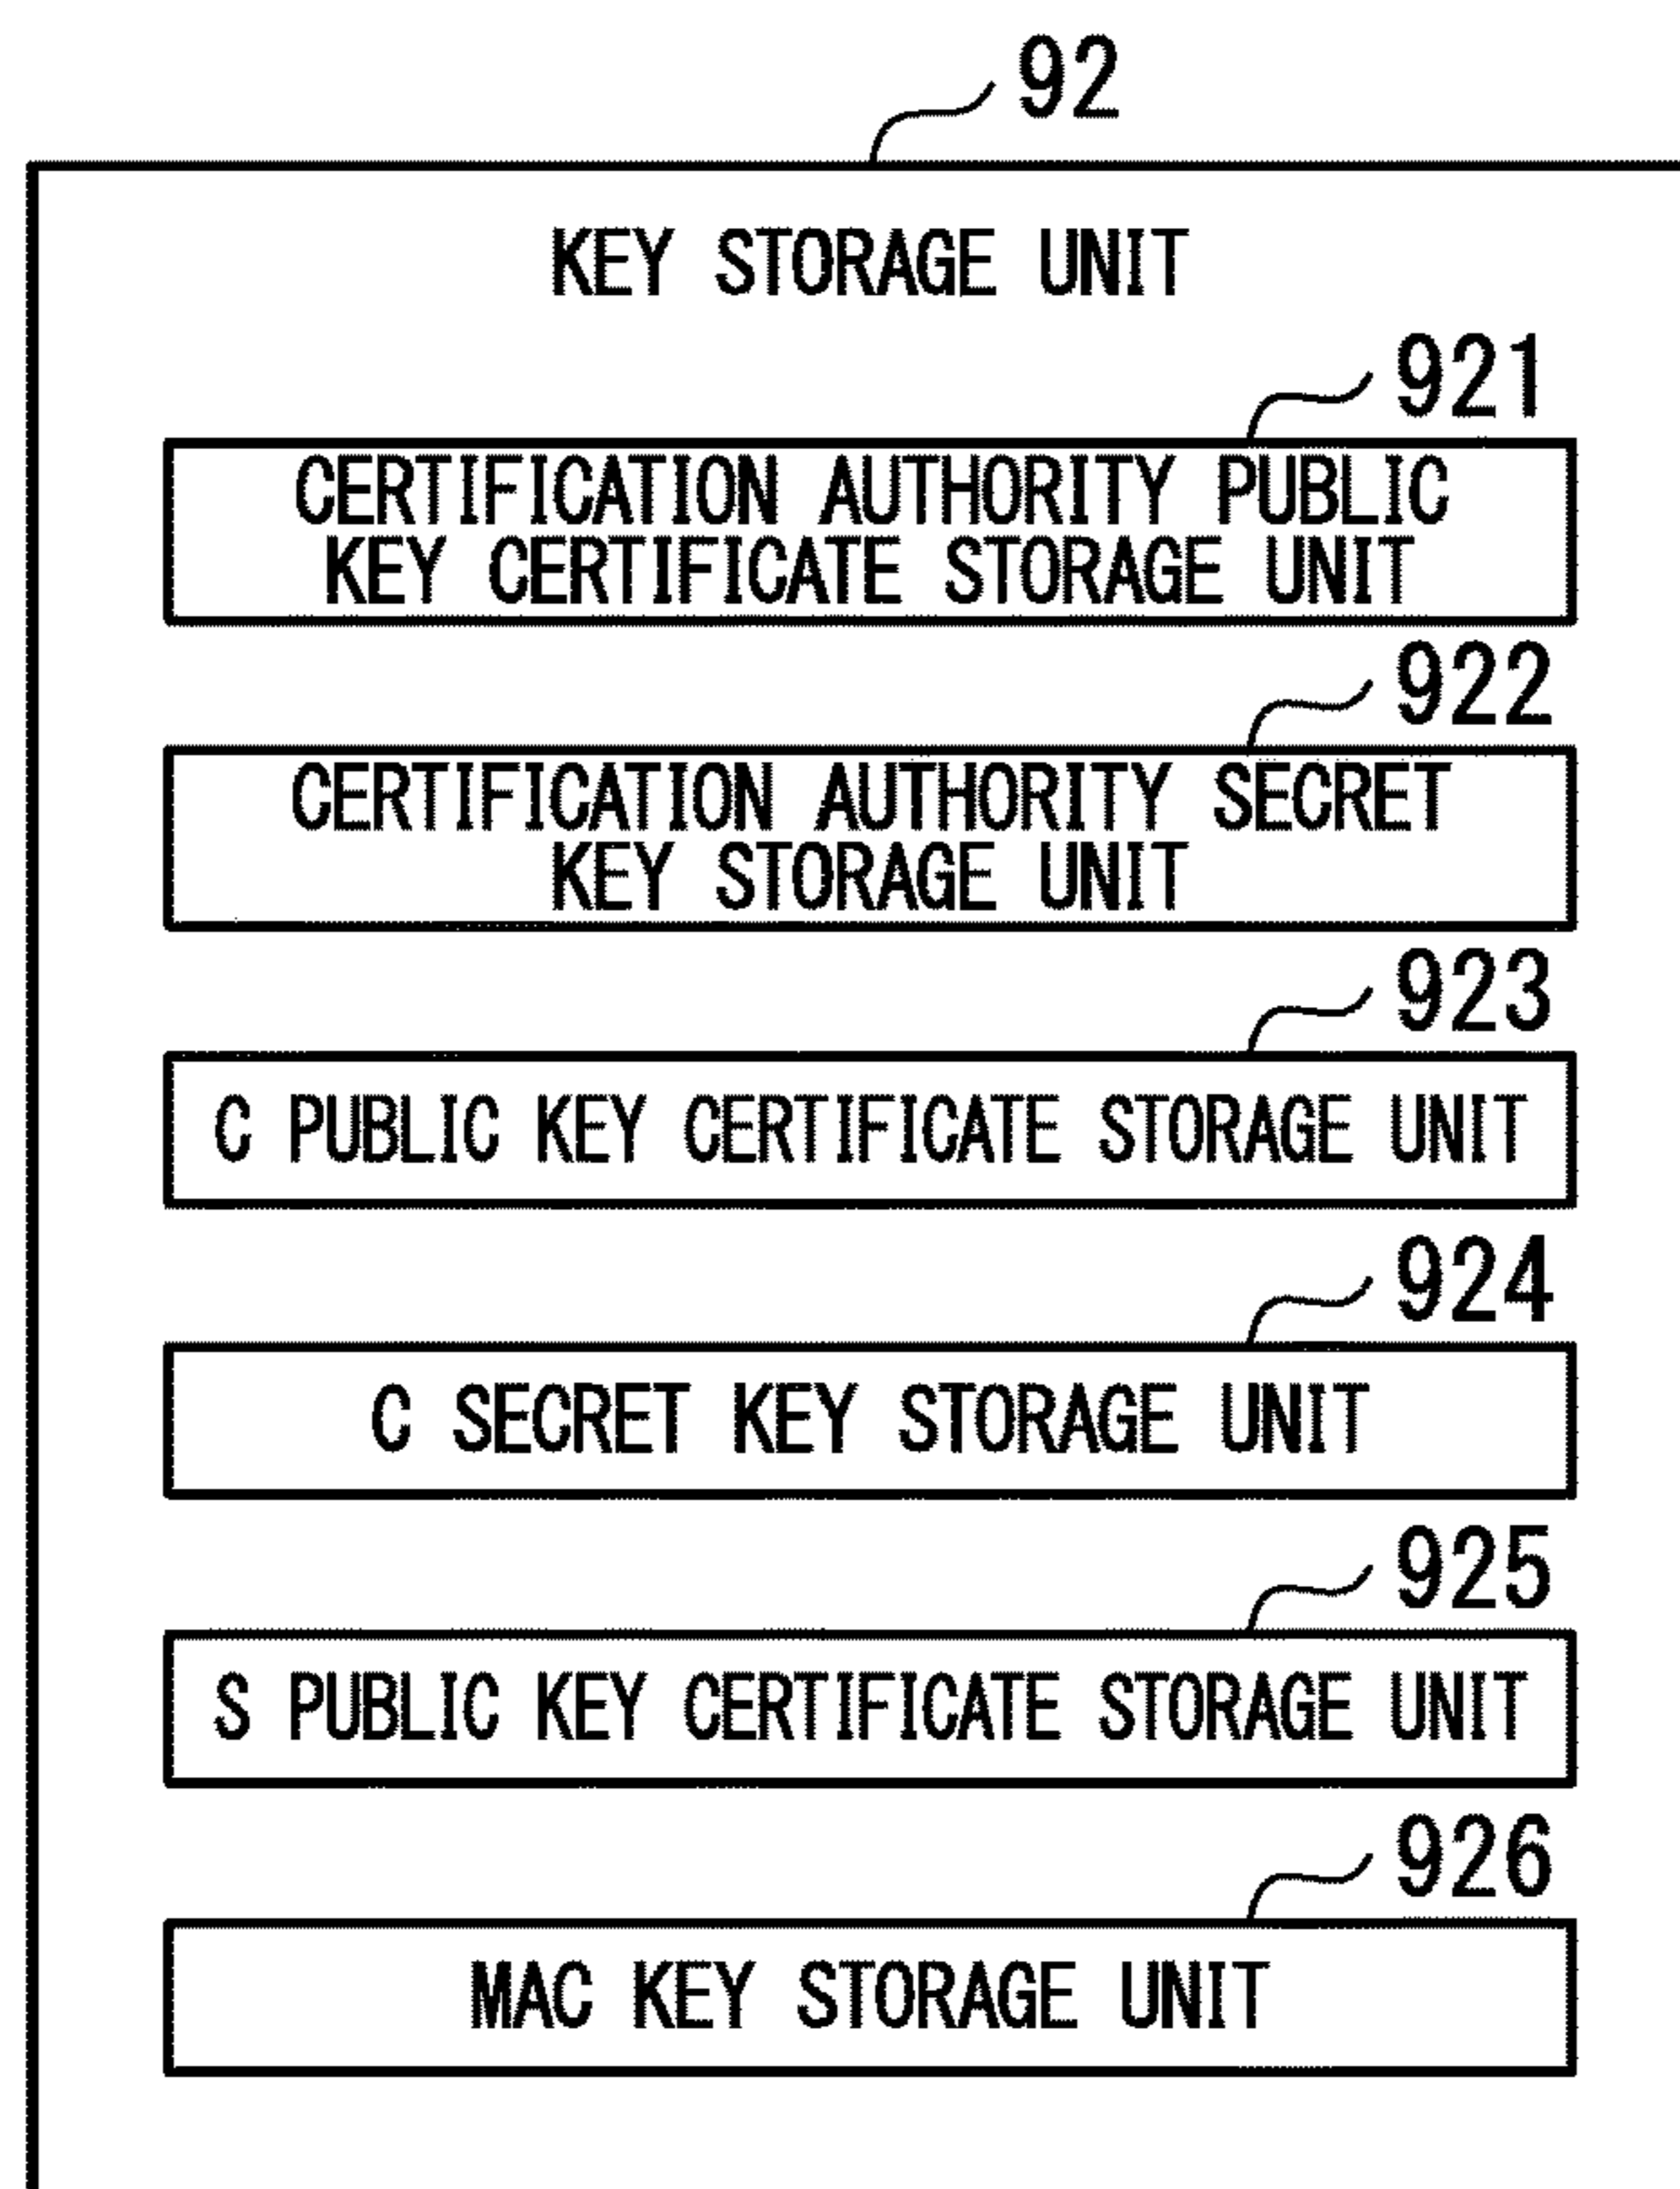 92
KEY STORAGE UNIT
921
CERTIFICATION AUTHORITY PUBLIC
KEY CERTIFICATE STORAGE UNIT
922
CERTIFICATION AUTHORITY SECRET
KEY STORAGE UNIT
923
C PUBLIC KEY CERTIFICATE STORAGE UNIT
924
C SECRET KEY STORAGE UNIT
925
S PUBLIC KEY CERTIFICATE STORAGE UNIT
926
MAC KEY STORAGE UNIT